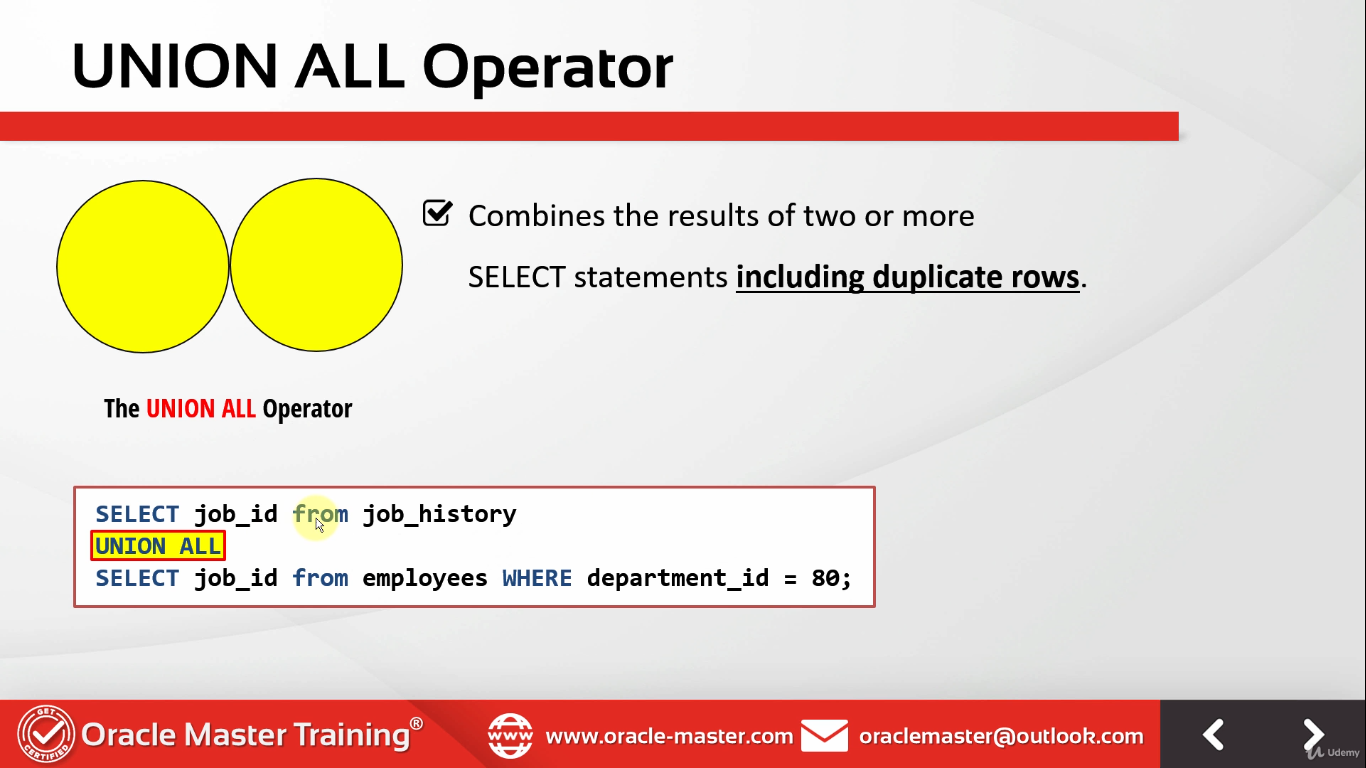 UNION ALL Operator
Combines the results of two or more
SELECT statements including duplicate rows.
The UNION ALL Operator
SELECT job_id from job_history
UNION ALL
SELECT job_id from employees WHERE department_id = 80;
GET
CERTIFIED
Oracle Master Training®
www
www.oracle-master.com
oraclemaster@outlook.com
Udemy